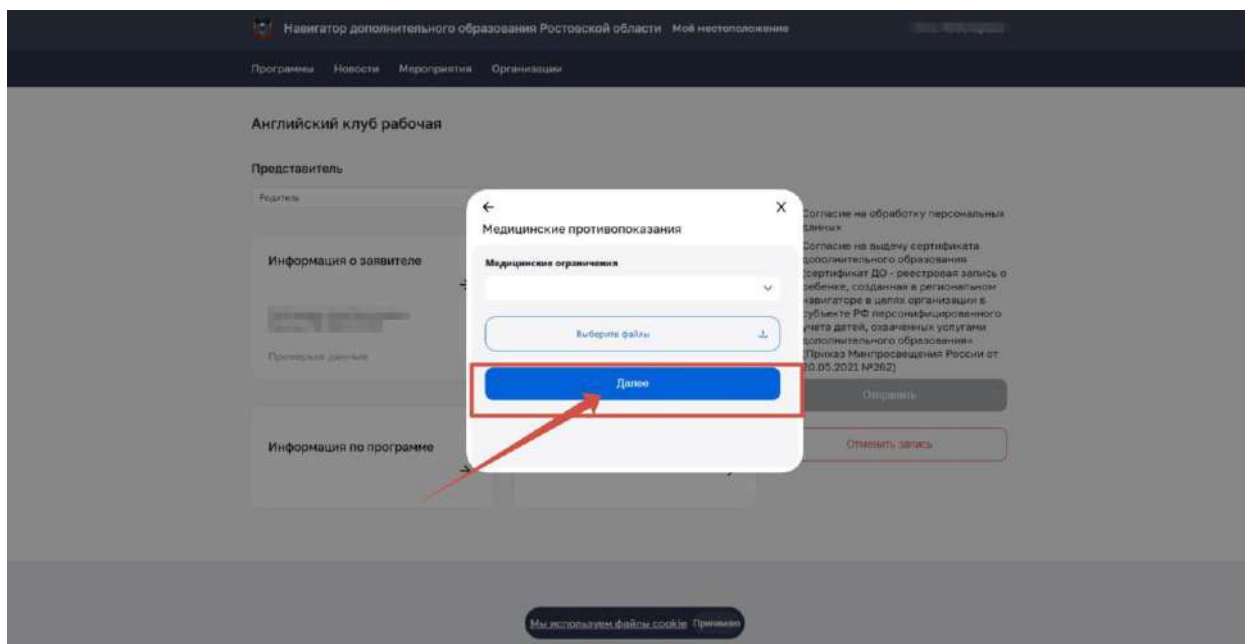 Навигатор дополнительного образования Ростовской области Моё местоположение
Программы Новости Мероприятия Организации
Английский клуб рабочая
Представитель
Родитель
Информация о заявителе
Проверьте данные
Информация по программе
Медицинские противопоказания
Медицинские ограничения
Выберите файлы
Далее
Согласие на обработку персональных
данных
Согласие на выдачу сертификата
дополнительного образования
(сертификат ДО - реестровая запись о
ребенке, созданная в региональном
навигаторе в целях организации в
субъекте РФ персонифицированного
учета детей, охваченных услугами
дополнительного образования»
(Приказ Минпросвещения России от
20.05.2021 №262)
Отправить
Отменить запись
Мы используем файлы cookie Принимаю